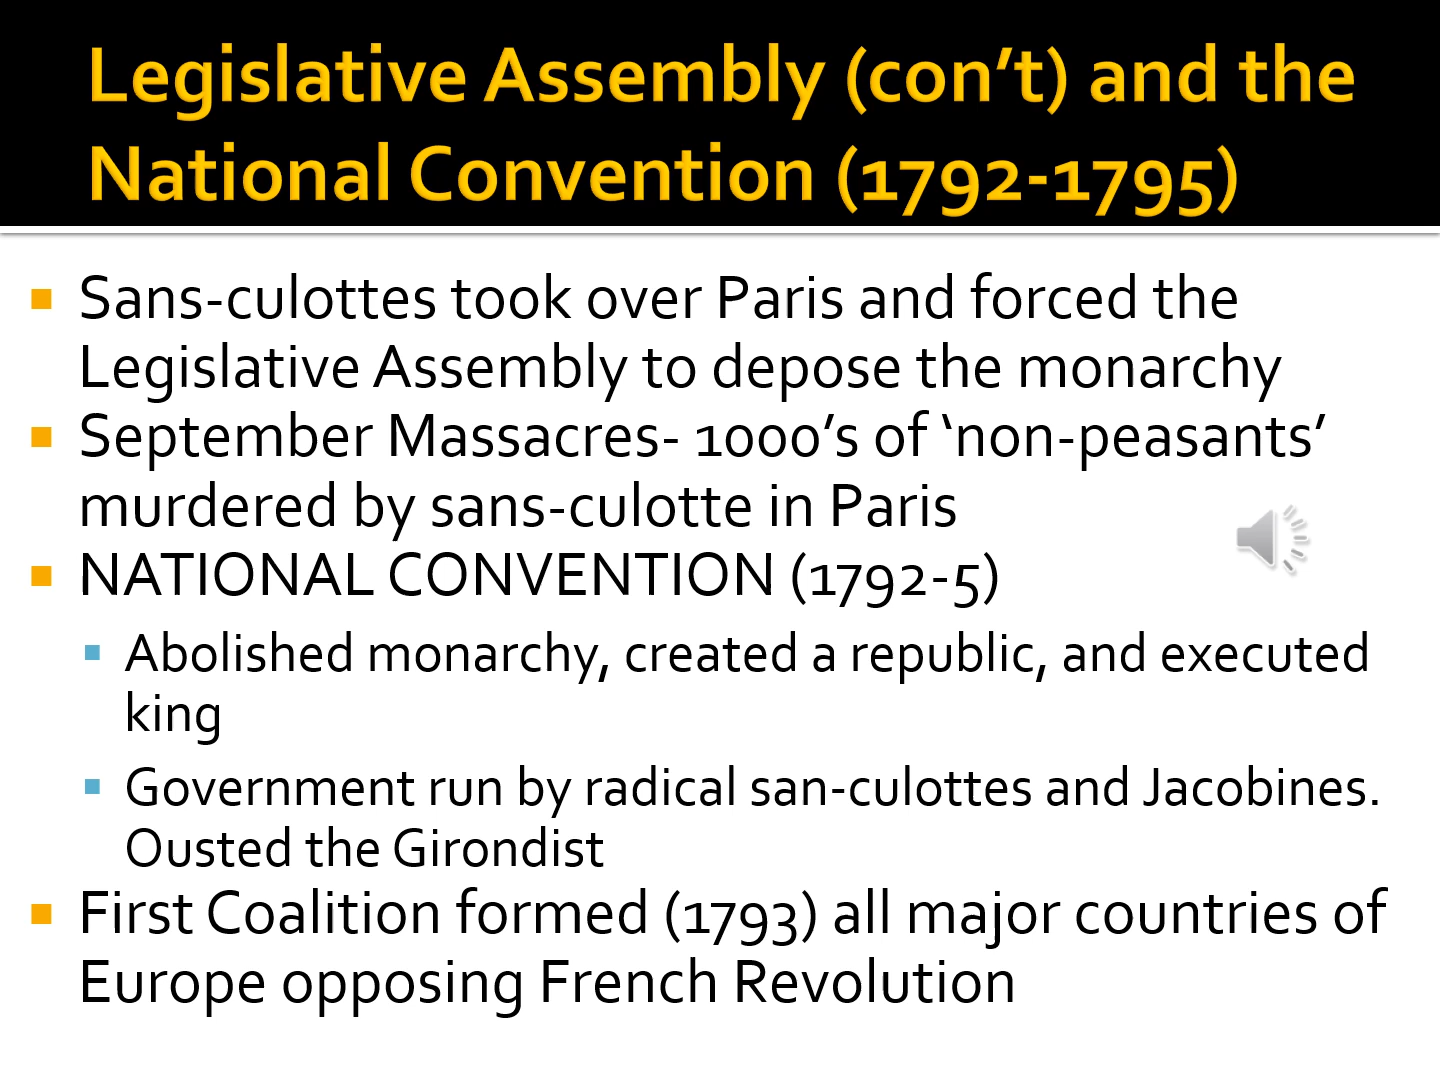 Legislative Assembly (con’t) and the
National Convention (1792-1795)
Sans-culottes took over Paris and forced the
Legislative Assembly to depose the monarchy
September Massacres- 1000’s of ‘non-peasants’
murdered by sans-culotte in Paris
NATIONAL CONVENTION (1792-5)
Abolished monarchy, created a republic, and executed
king
Government run by radical san-culottes and Jacobines.
Ousted the Girondist
First Coalition formed (1793) all major countries of
Europe opposing French Revolution